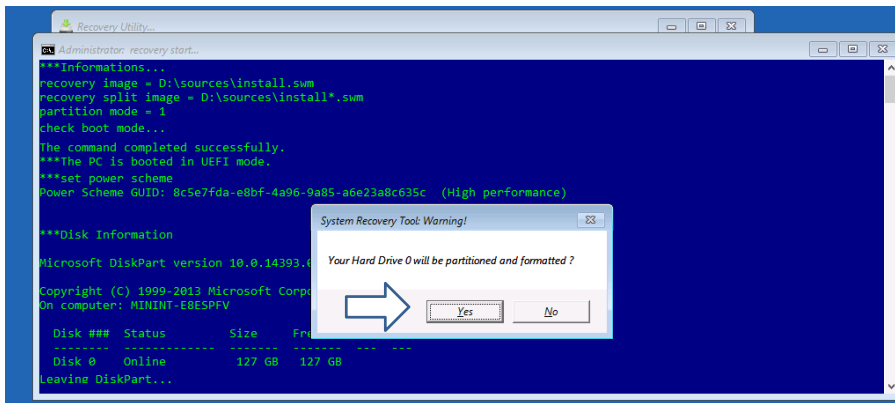 Recovery Utility...
Administrator: recovery start...
***Informations...
recovery image = D:\sources\install.swm
recovery split image = D:\sources\install*.swm
partition mode = 1
check boot mode...
The command completed successfully.
***The PC is booted in UEFI mode.
***set power scheme
Power Scheme GUID: 8c5e7fda-e8bf-4a96-9a85-a6e23a8c635c (High performance)
System Recovery Tool: Warning!
***Disk Information
Your Hard Drive 0 will be partitioned and formatted ?
Microsoft DiskPart version 10.0.14393.
Copyright (C) 1999-2013 Microsoft Corpo
On computer: MININT-E8ESPFV
Yes No
Disk ### Status Size Fre
-------- ------------- ------- ------- --- ---
Disk 0 Online 127 GB 127 GB
Leaving DiskPart...